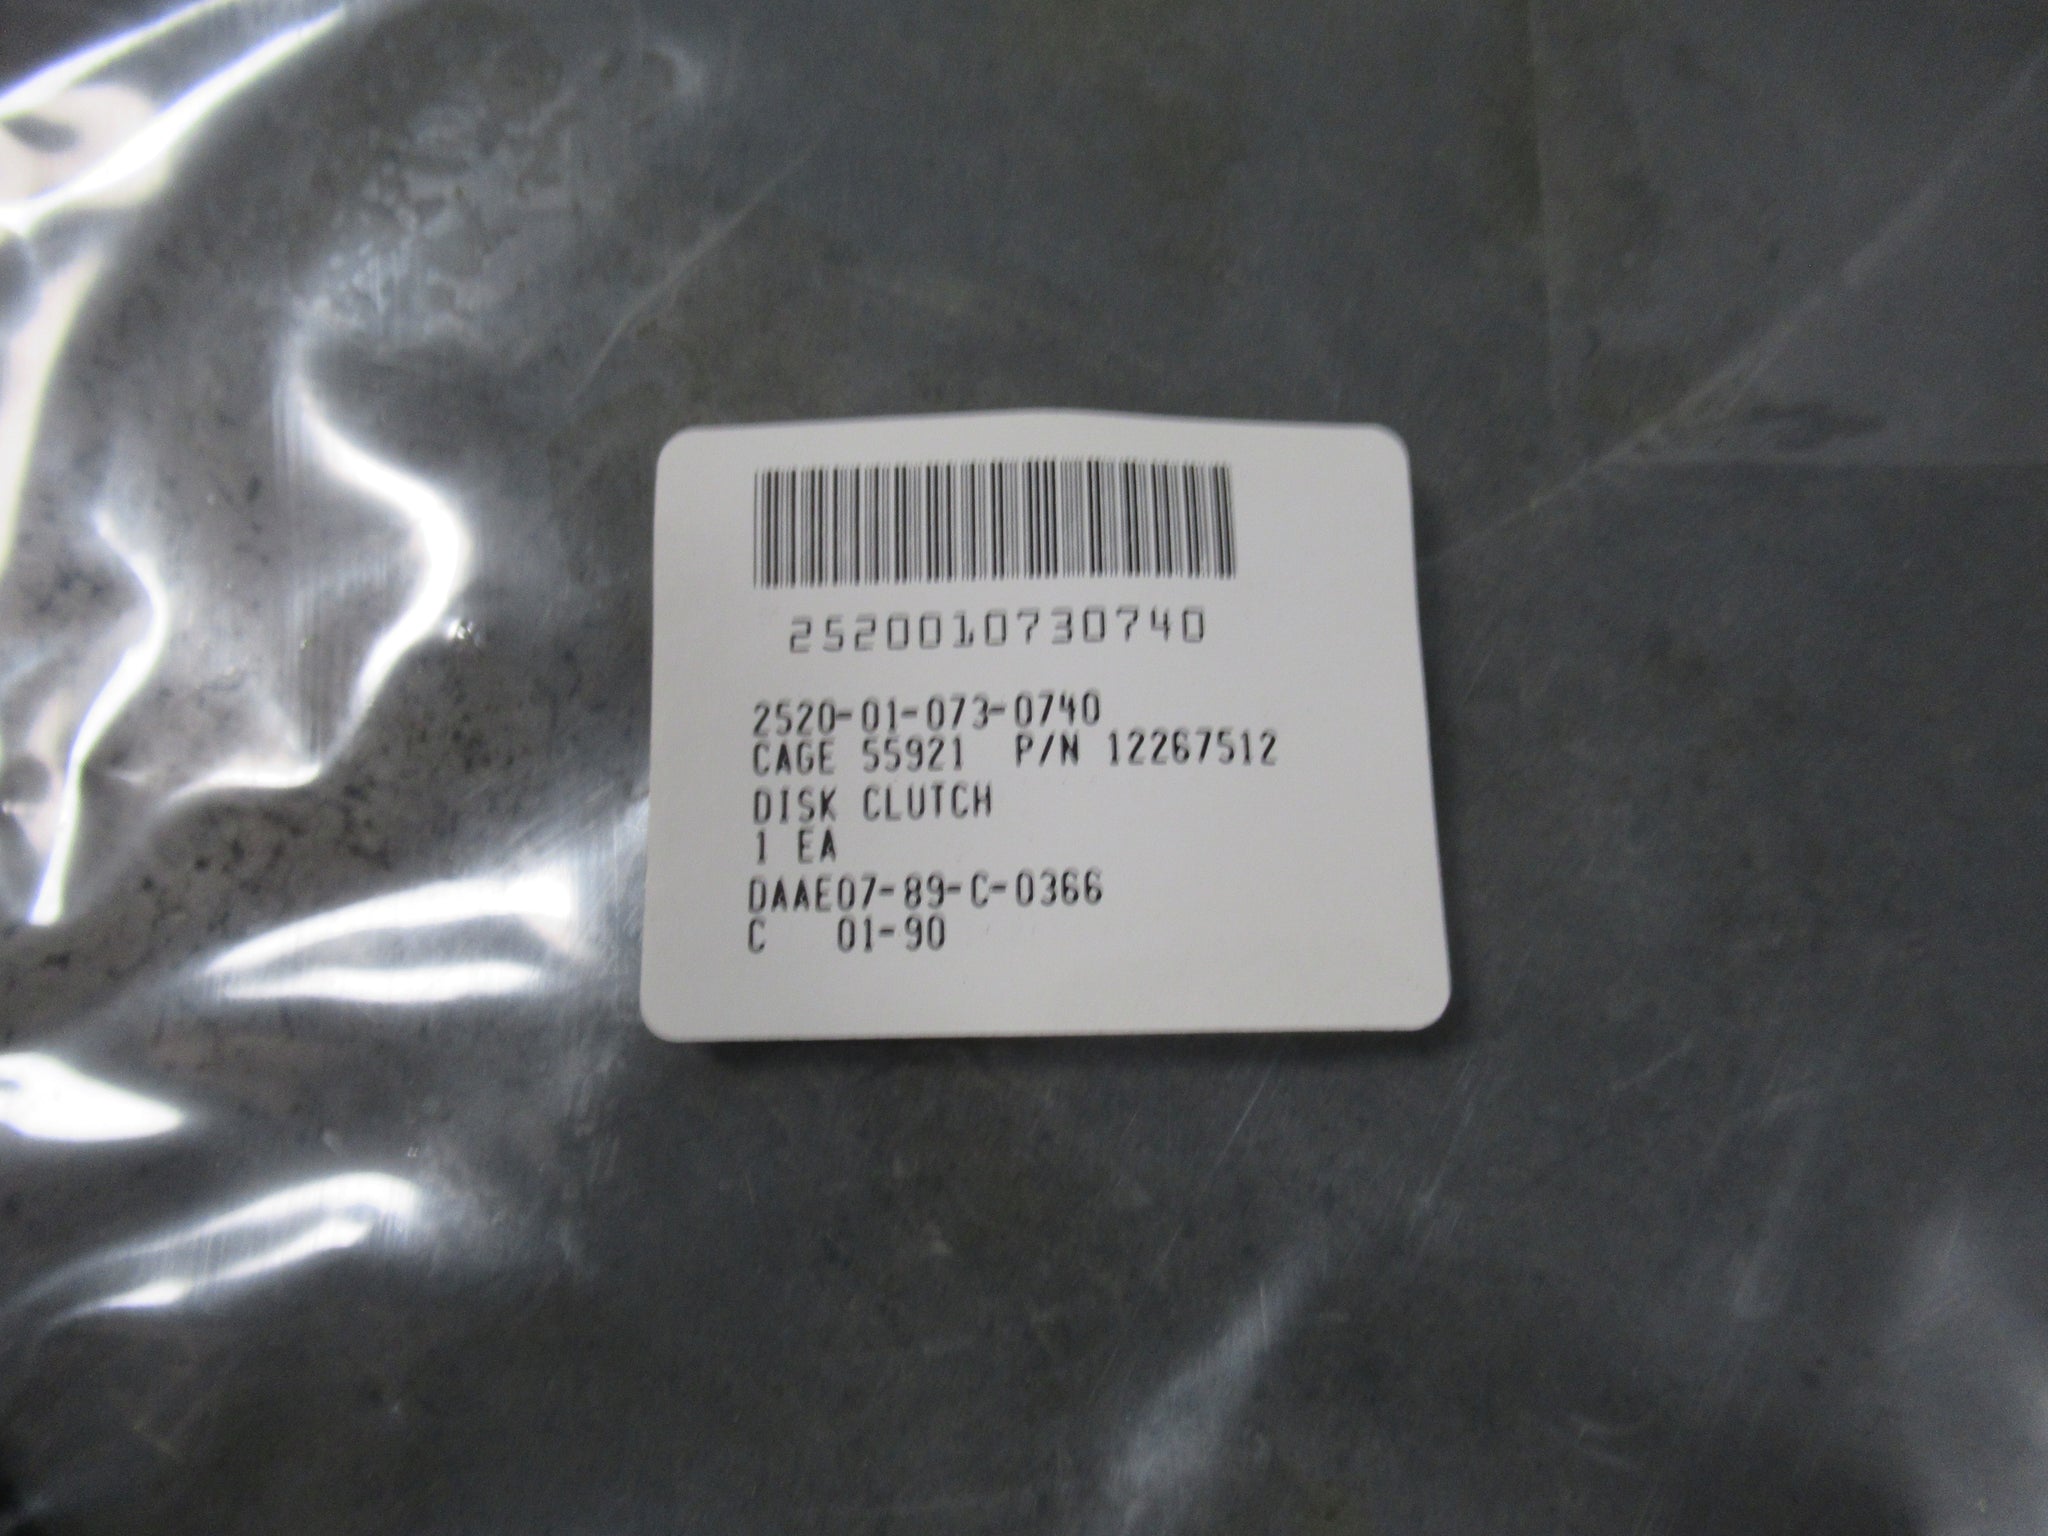 2520010730740
2520-01-073-0740
CAGE 55921 P/N 12267512
DISK CLUTCH
1 EA
DAAE07-89-C-0366
C 01-90